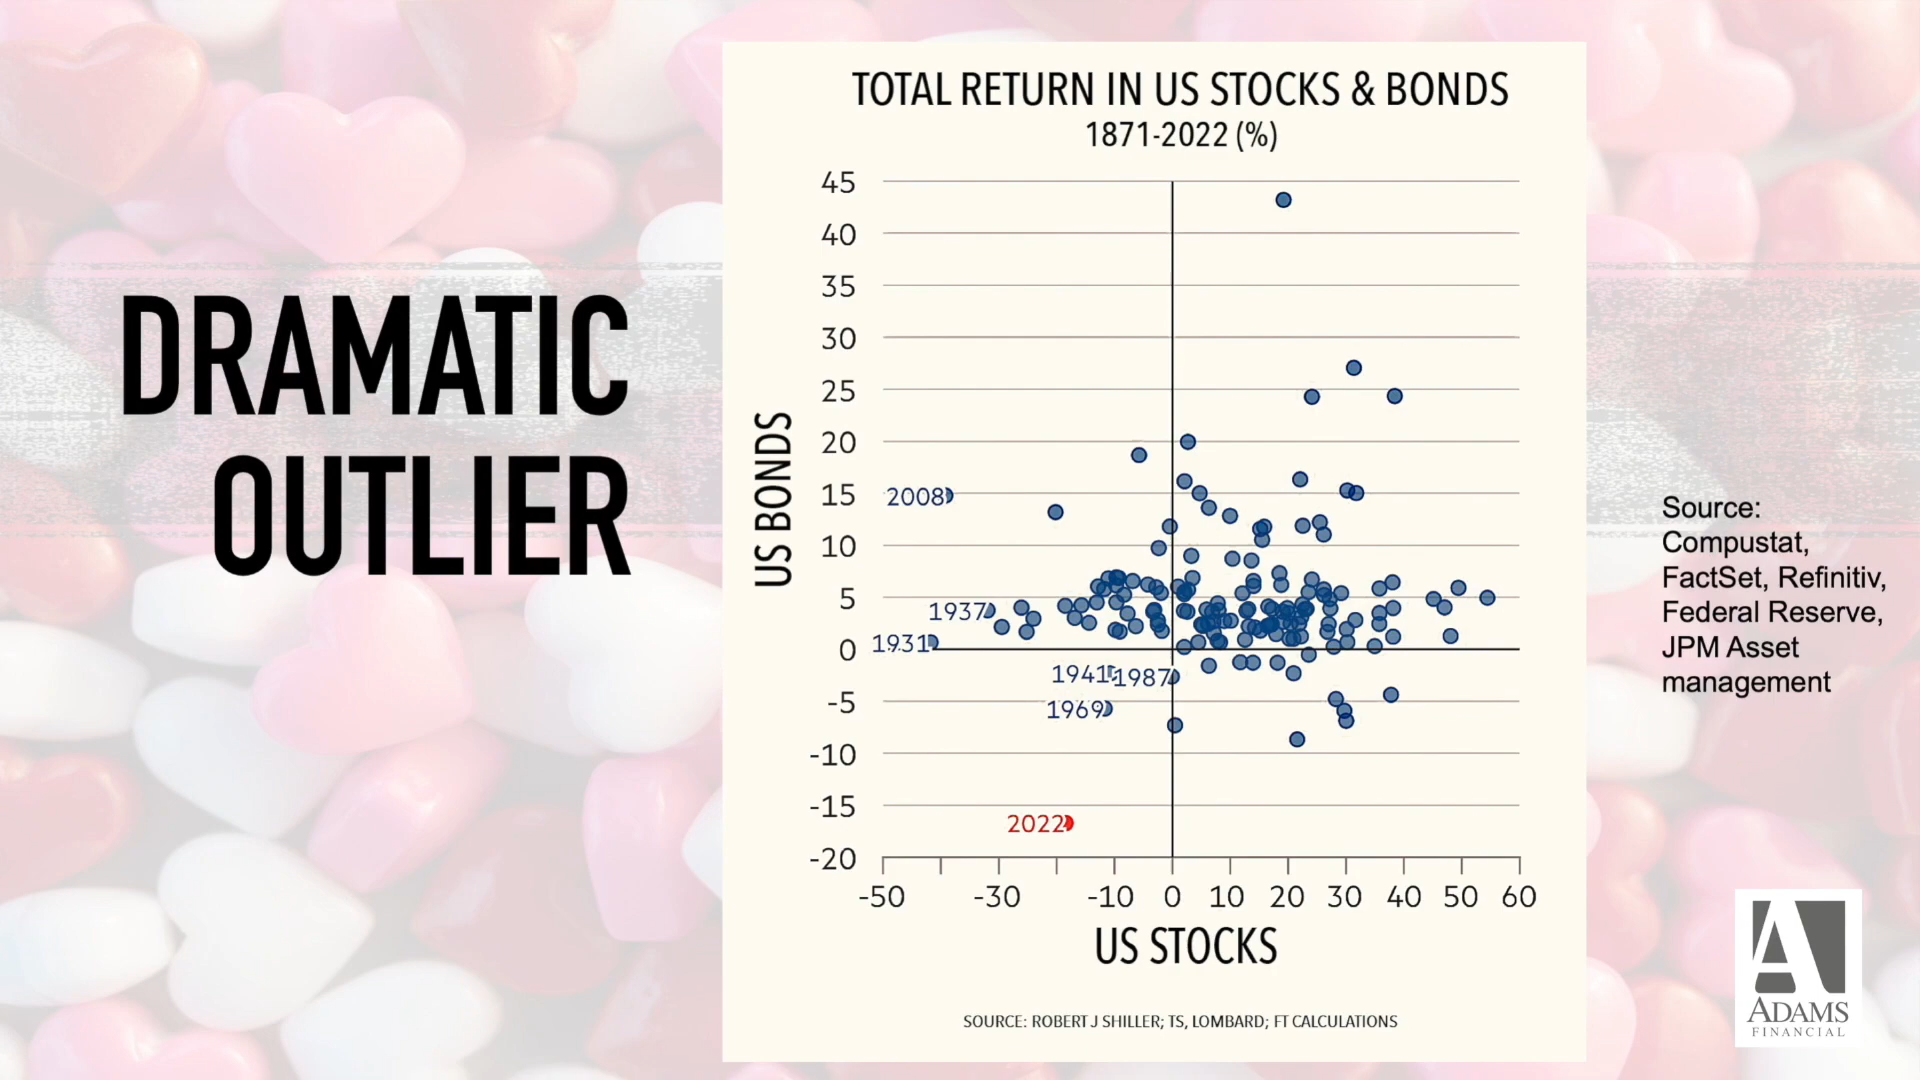 DRAMATIC
OUTLIER
TOTAL RETURN IN US STOCKS & BONDS
1871-2022 (%)
45
40
35
30
25
20
15
10
5
0
-5
-10
-15
-20
US BONDS
2008
1937
1931
1941
1987
1969
2022
-50 -30 -10 0 10 20 30 40 50 60
US STOCKS
SOURCE: ROBERT J SHILLER; TS, LOMBARD; FT CALCULATIONS
Source:
Compustat,
FactSet, Refinitiv,
Federal Reserve,
JPM Asset
management
ADAMS
FINANCIAL